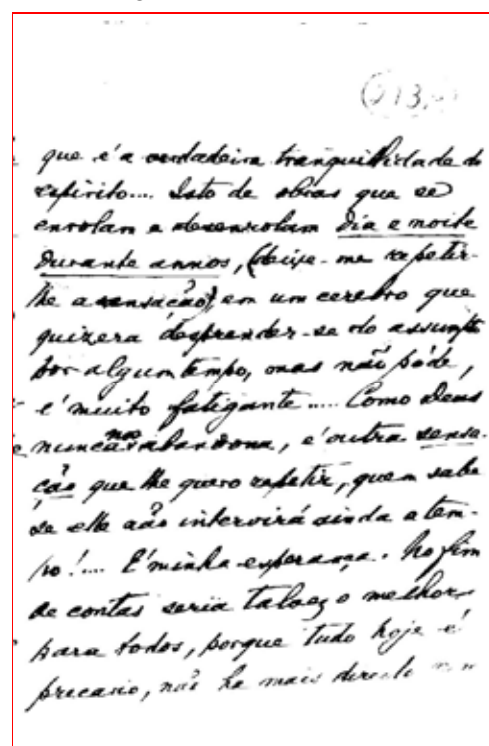 (213)
que é a verdadeira tranquillidade do
espirito.... Isto de obras que se
enrolam e desenrolam dia e noite
durante annos, (deixe-me repetir-
lhe a sensação) em um cerebro que
quizera desprender-se do assumpto
por algum tempo, mas não póde,
é muito fatigante..... Como Deus
nunca nos abandona, é outra sensa-
ção que lhe quero repetir, quem sabe
se elle não intervirá ainda a tem-
po!.... É minha esperança. No fim
de contas seria talvez o melhor
para todos, porque tudo hoje é
precario, não ha mais direito